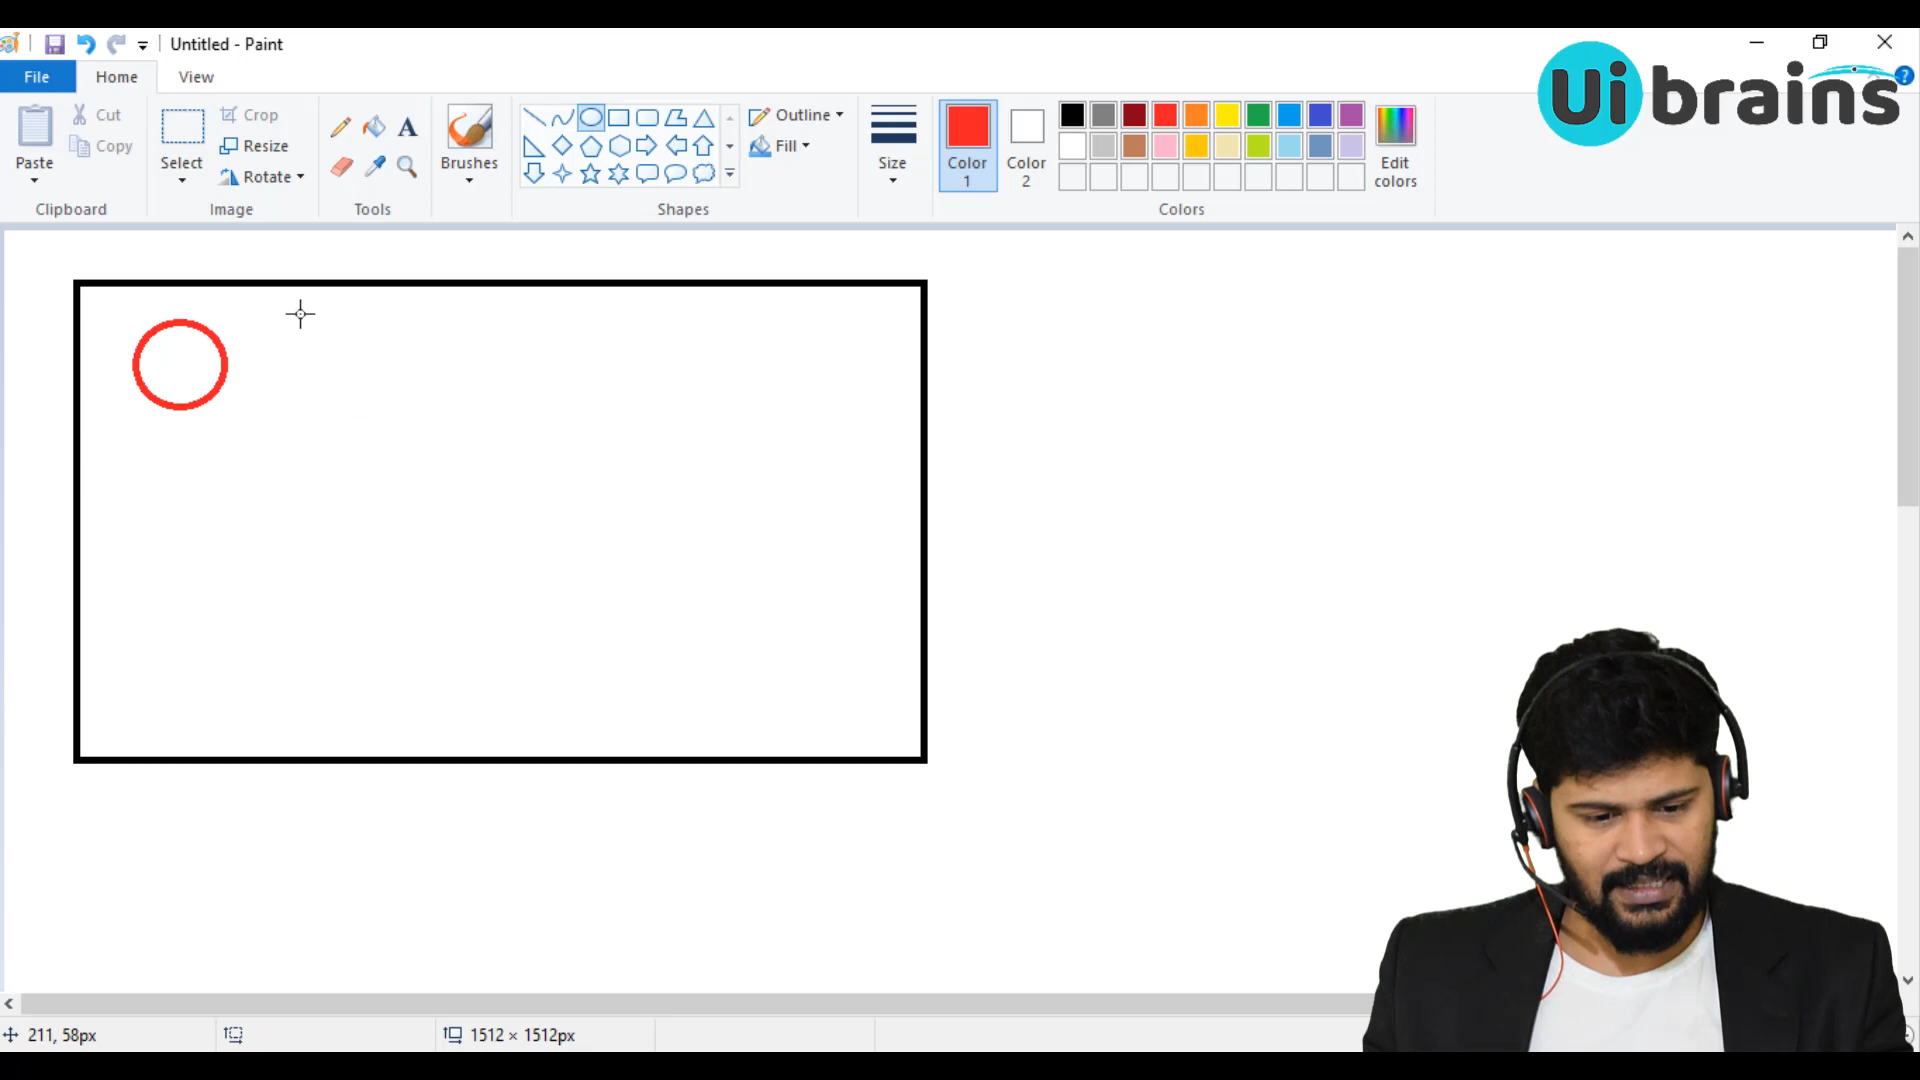 Untitled - Paint
File
Home
View
Ui brains
Paste
Cut
Copy
Clipboard
Select
Crop
Resize
Rotate
Image
A
Tools
Brushes
Outline
Fill
Shapes
Size
Color
1
Color
2
Edit
colors
Colors
211, 58px
1512 × 1512px